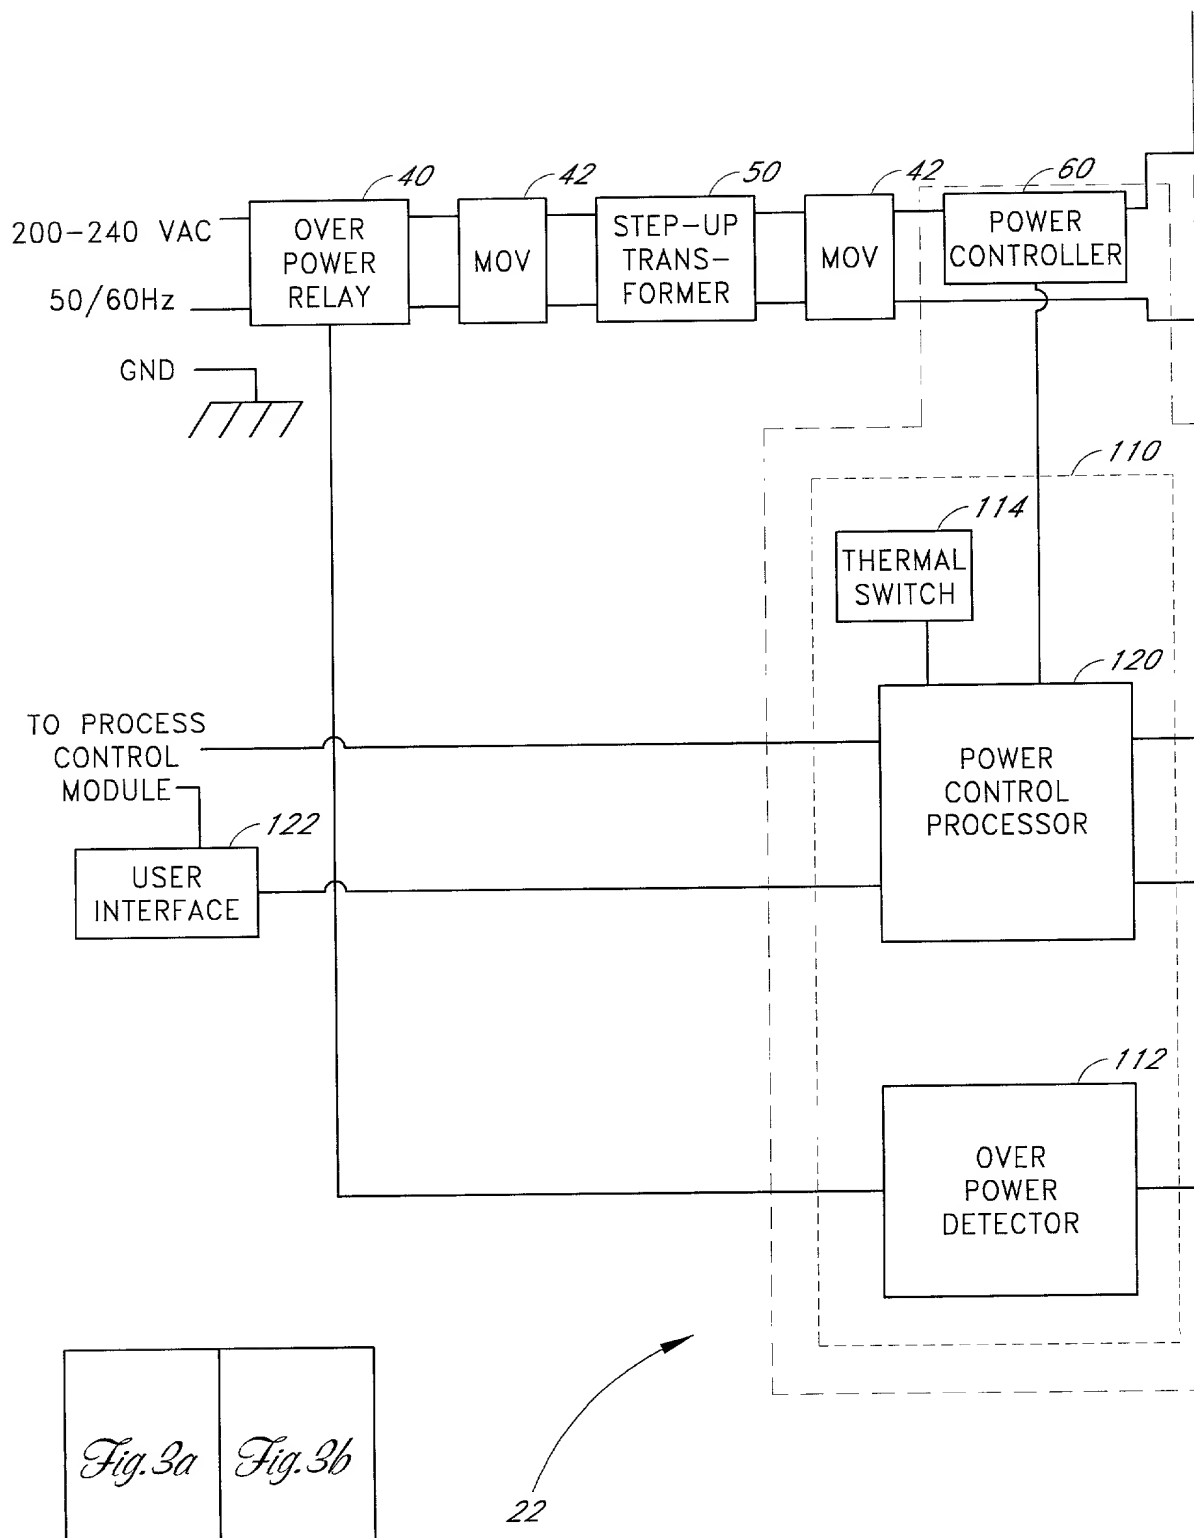 40
42
50
42
60
200-240 VAC
50/60Hz
GND
OVER
POWER
RELAY
MOV
STEP-UP
TRANS-
FORMER
MOV
POWER
CONTROLLER
110
114
THERMAL
SWITCH
120
TO PROCESS
CONTROL
MODULE
POWER
CONTROL
PROCESSOR
122
USER
INTERFACE
112
OVER
POWER
DETECTOR
Fig.3a
Fig.3b
22